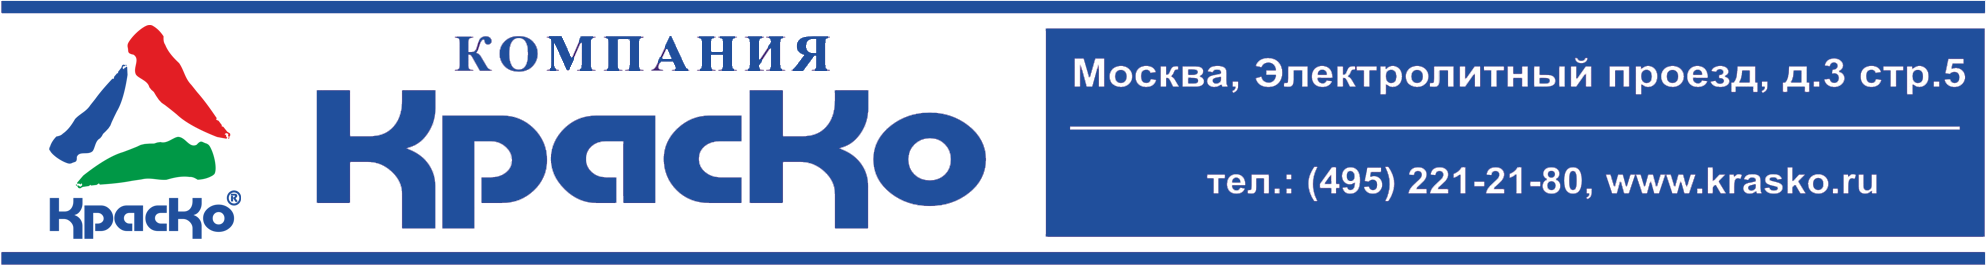 КрасКо®
КОМПАНИЯ
КрасКо
Москва, Электролитный проезд, д.3 стр.5
тел.: (495) 221-21-80, www.krasko.ru